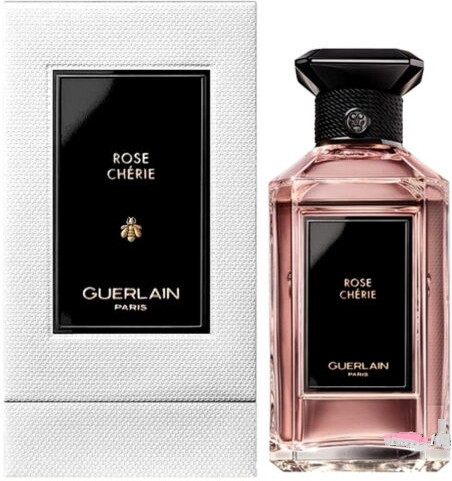 ROSE
CHÉRIE
GUERLAIN
PARIS
ROSE
CHÉRIE
GUERLAIN
PARIS